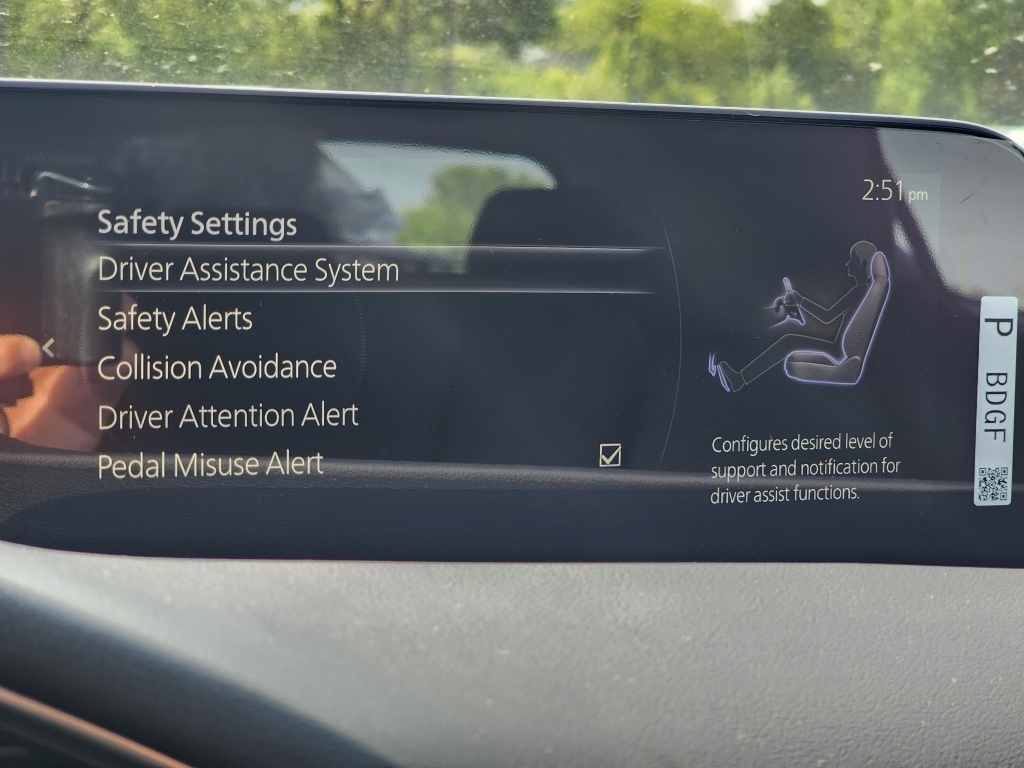 2:51 pm
Safety Settings
Driver Assistance System
Safety Alerts
Collision Avoidance
Driver Attention Alert
Pedal Misuse Alert
Configures desired level of
support and notification for
driver assist functions.
P BDGF